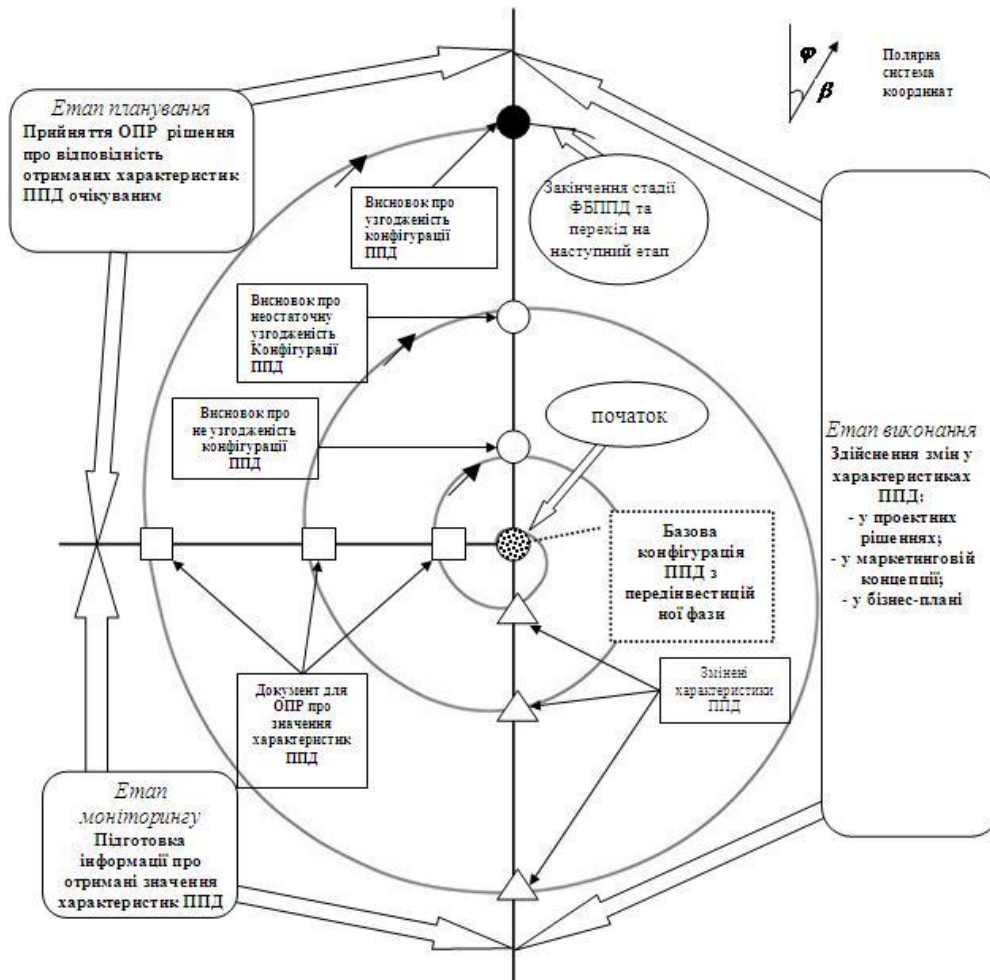 φ
β
Полярна
система
координат
Етап планування
Прийняття ОПР рішення
про відповідність
отриманих характеристик
ППД очікуваним
Висновок про
узгодженість
конфігурації
ППД
Закінчення стадії
ФБППД та
перехід на
наступний етап
Висновок про
неостаточну
узгодженість
Конфігурації
ППД
Висновок про
не узгодженість
конфігурації
ППД
початок
Етап виконання
Здійснення змін у
характеристиках
ППД:
- у проектних
рішеннях;
- у маркетинговій
концепції;
- у бізнес-плані
Базова
конфігурація
ППД з
передінвестицій
ної фази
Документ для
ОПР про
значення
характеристик
ППД
Змінені
характеристики
ППД
Етап
моніторингу
Підготовка
інформації про
отримані значення
характеристик ППД